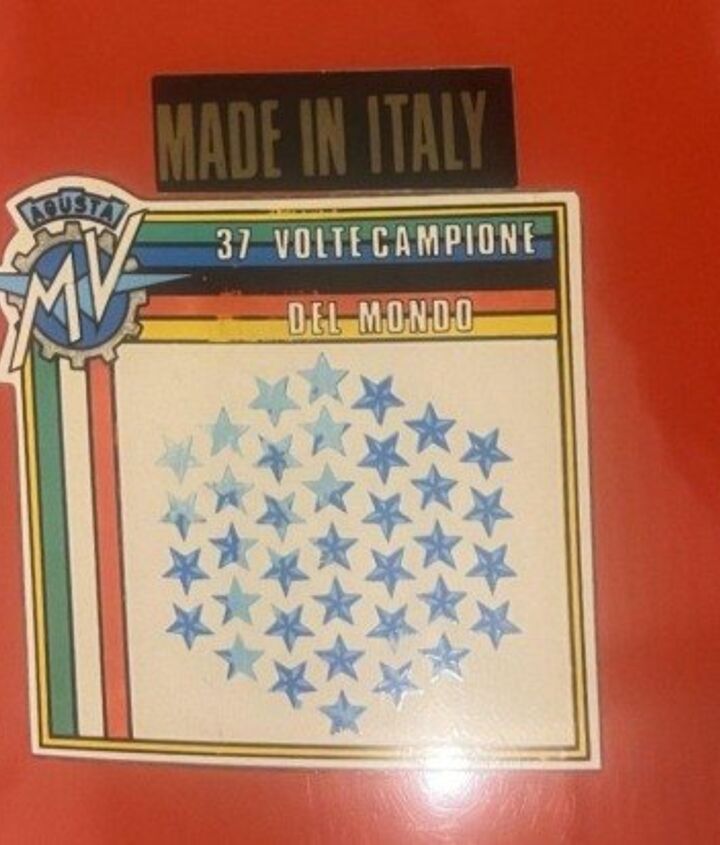 MADE IN ITALY
AGUSTA
MV
37 VOLTE CAMPIONE
DEL MONDO